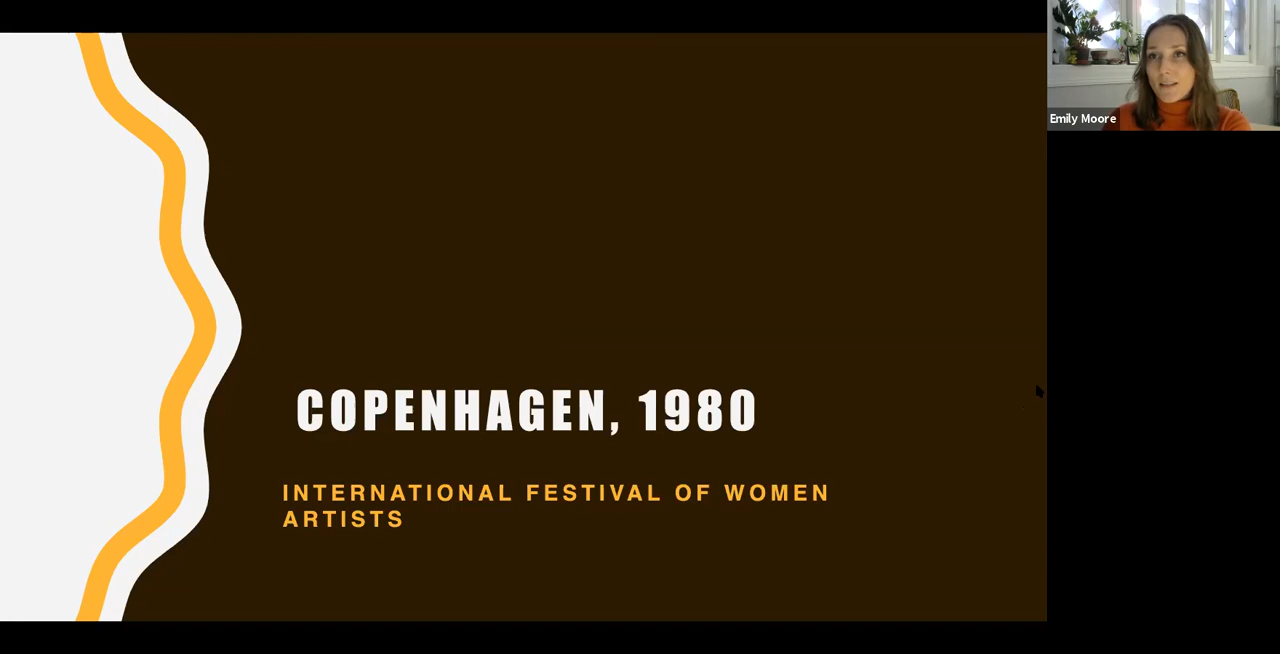 Emily Moore
COPENHAGEN, 1980
INTERNATIONAL FESTIVAL OF WOMEN
ARTISTS